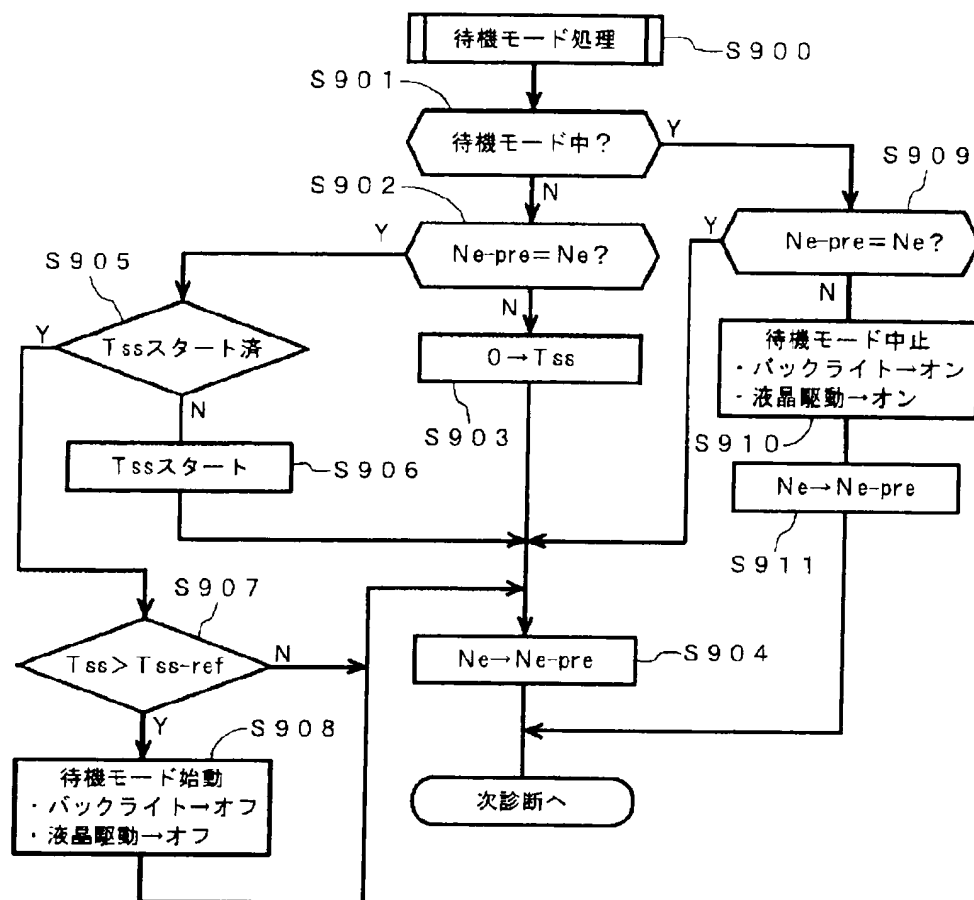 待機モード処理
S900
S901
待機モード中?
Y
N
S902
S909
Y
Ne-pre=Ne?
N
Y
Ne-pre=Ne?
N
S905
Y
Tssスタート済
N
0→Tss
S903
待機モード中止
・バックライト→オン
・液晶駆動→オン
S910
Tssスタート
S906
Ne→Ne-pre
S911
S907
Tss>Tss-ref
N
Y
Ne→Ne-pre
S904
S908
待機モード始動
・バックライト→オフ
・液晶駆動→オフ
次診断へ